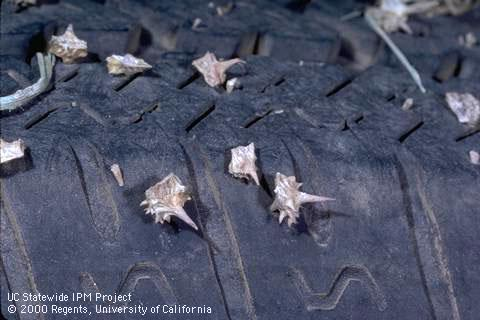 UC Statewide IPM Project
© 2000 Regents, University of California